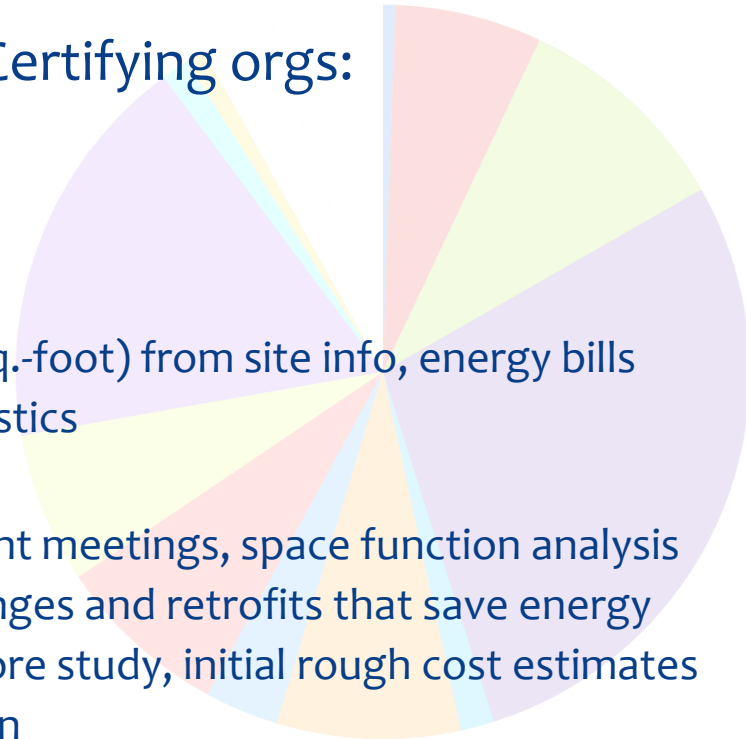 Certifying orgs:
q.-foot) from site info, energy bills
stics
nt meetings, space function analysis
nges and retrofits that save energy
ore study, initial rough cost estimates
n